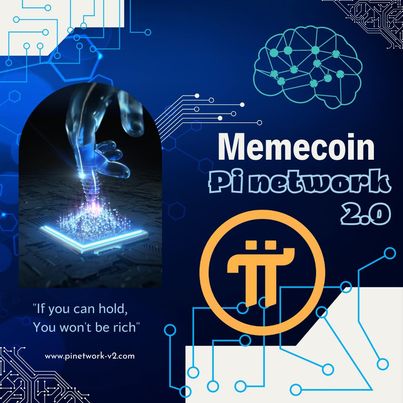 Memecoin
Pi network
2.0
"If you can hold,
You won't be rich"
www.pinetwork-v2.com